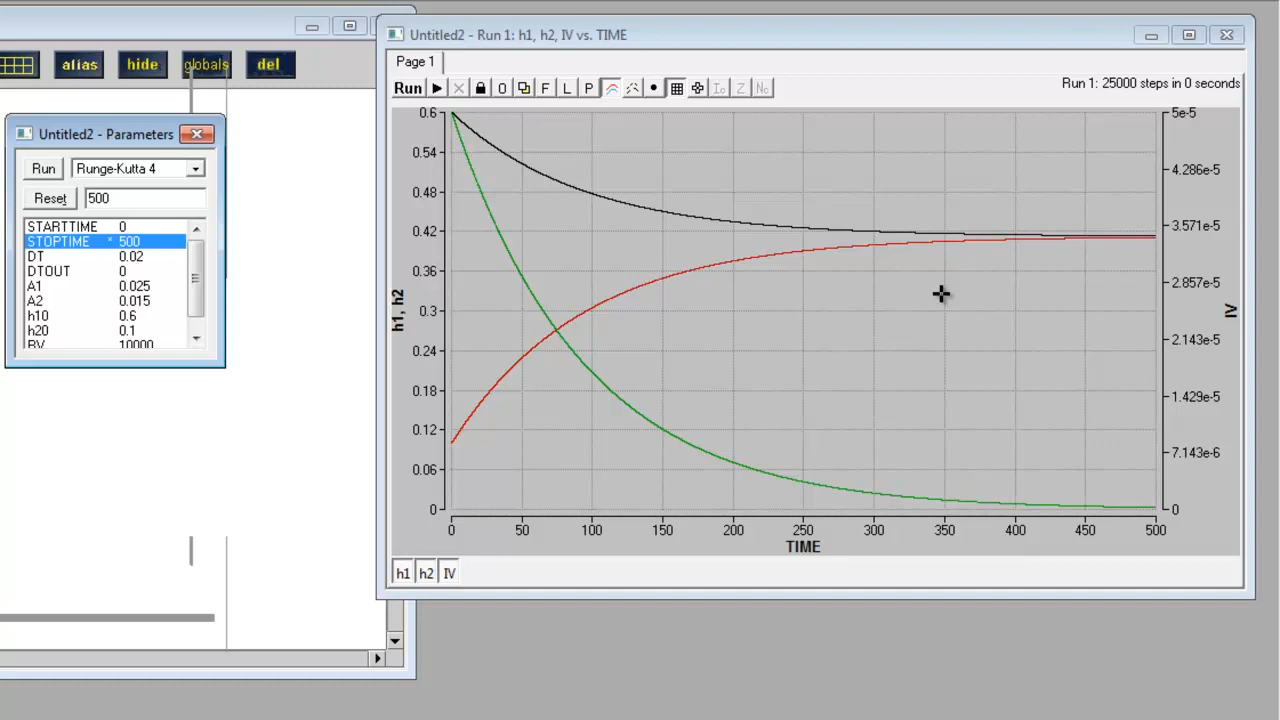 alias hide globals del
Untitled2 - Parameters
Run Runge-Kutta 4
Reset 500
STARTTIME 0
STOPTIME * 500
DT 0.02
DTOUT 0
A1 0.025
A2 0.015
h10 0.6
h20 0.1
RV 10000
Untitled2 - Run 1: h1, h2, IV vs. TIME
Page 1
Run O F L P Ic Z Nc
Run 1: 25000 steps in 0 seconds
0.6
0.54
0.48
0.42
0.36
0.3
0.24
0.18
0.12
0.06
0
h1, h2
5e-5
4.286e-5
3.571e-5
2.857e-5
2.143e-5
1.429e-5
7.143e-6
0
IV
0 50 100 150 200 250 300 350 400 450 500
TIME
h1 h2 IV